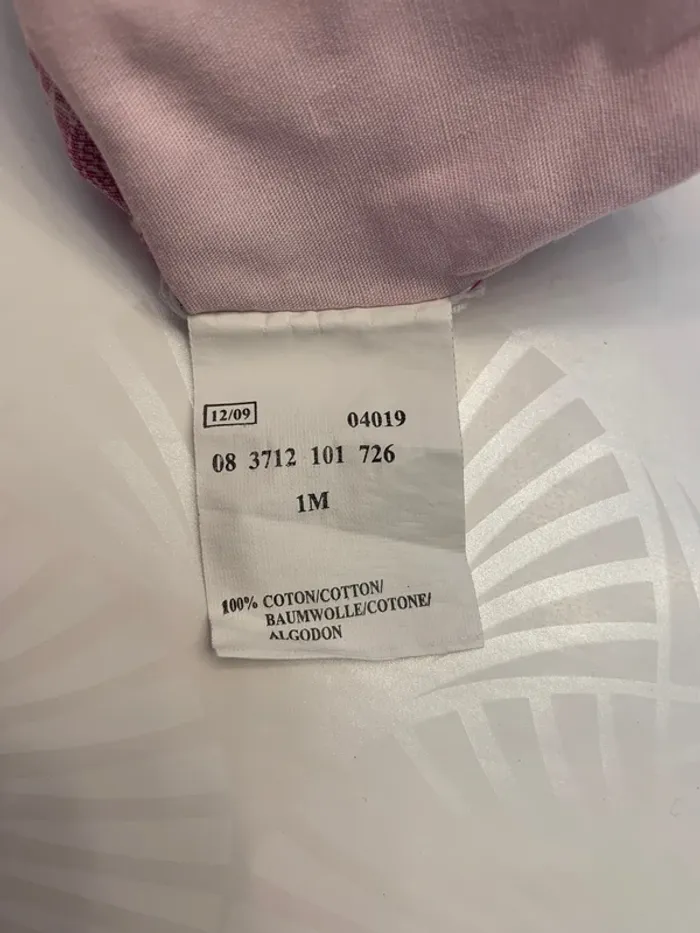 12/09 04019
08 3712 101 726
1M
100% COTON/COTTON/
BAUMWOLLE/COTONE/
ALGODON